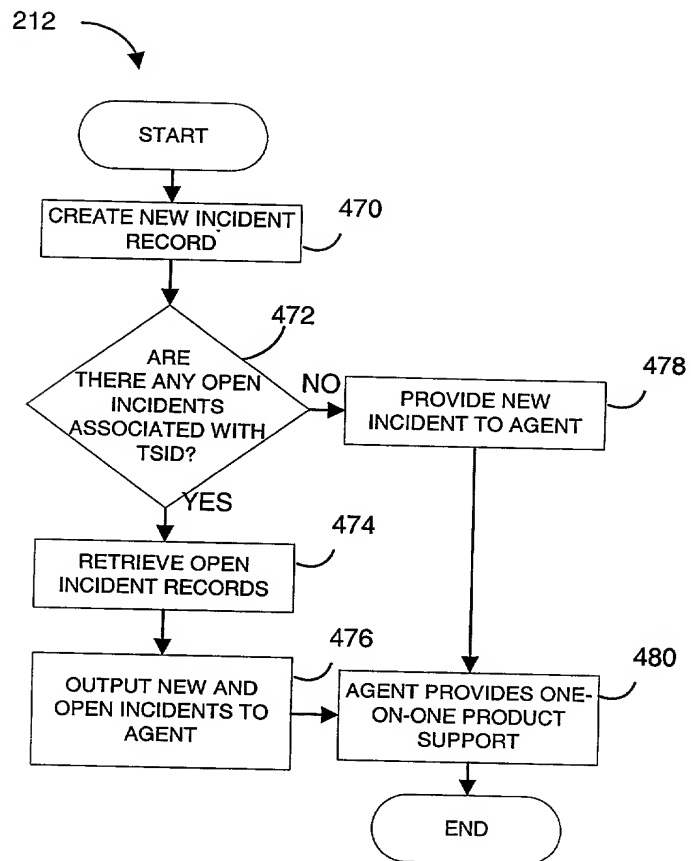 212
START
CREATE NEW INCIDENT
RECORD
470
472
ARE
THERE ANY OPEN
INCIDENTS
ASSOCIATED WITH
TSID?
NO
PROVIDE NEW
INCIDENT TO AGENT
478
YES
RETRIEVE OPEN
INCIDENT RECORDS
474
OUTPUT NEW AND
OPEN INCIDENTS TO
AGENT
476
AGENT PROVIDES ONE-
ON-ONE PRODUCT
SUPPORT
480
END